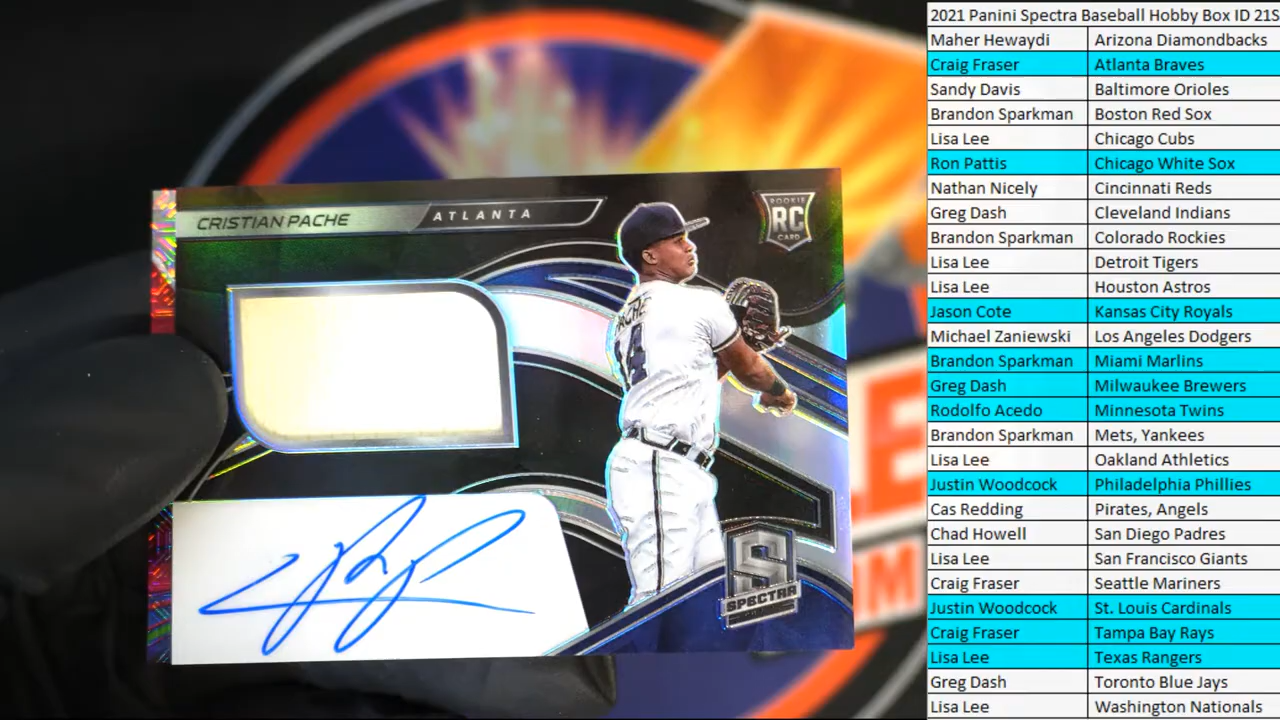 2021 Panini Spectra Baseball Hobby Box ID 21S
Maher Hewaydi Arizona Diamondbacks
Craig Fraser Atlanta Braves
Sandy Davis Baltimore Orioles
Brandon Sparkman Boston Red Sox
Lisa Lee Chicago Cubs
Ron Pattis Chicago White Sox
Nathan Nicely Cincinnati Reds
Greg Dash Cleveland Indians
Brandon Sparkman Colorado Rockies
Lisa Lee Detroit Tigers
Lisa Lee Houston Astros
Jason Cote Kansas City Royals
Michael Zaniewski Los Angeles Dodgers
Brandon Sparkman Miami Marlins
Greg Dash Milwaukee Brewers
Rodolfo Acedo Minnesota Twins
Brandon Sparkman Mets, Yankees
Lisa Lee Oakland Athletics
Justin Woodcock Philadelphia Phillies
Cas Redding Pirates, Angels
Chad Howell San Diego Padres
Lisa Lee San Francisco Giants
Craig Fraser Seattle Mariners
Justin Woodcock St. Louis Cardinals
Craig Fraser Tampa Bay Rays
Lisa Lee Texas Rangers
Greg Dash Toronto Blue Jays
Lisa Lee Washington Nationals
CRISTIAN PACHE ATLANTA
ROOKIE
RC
CARD
PACHE
14
S
SPECTRA